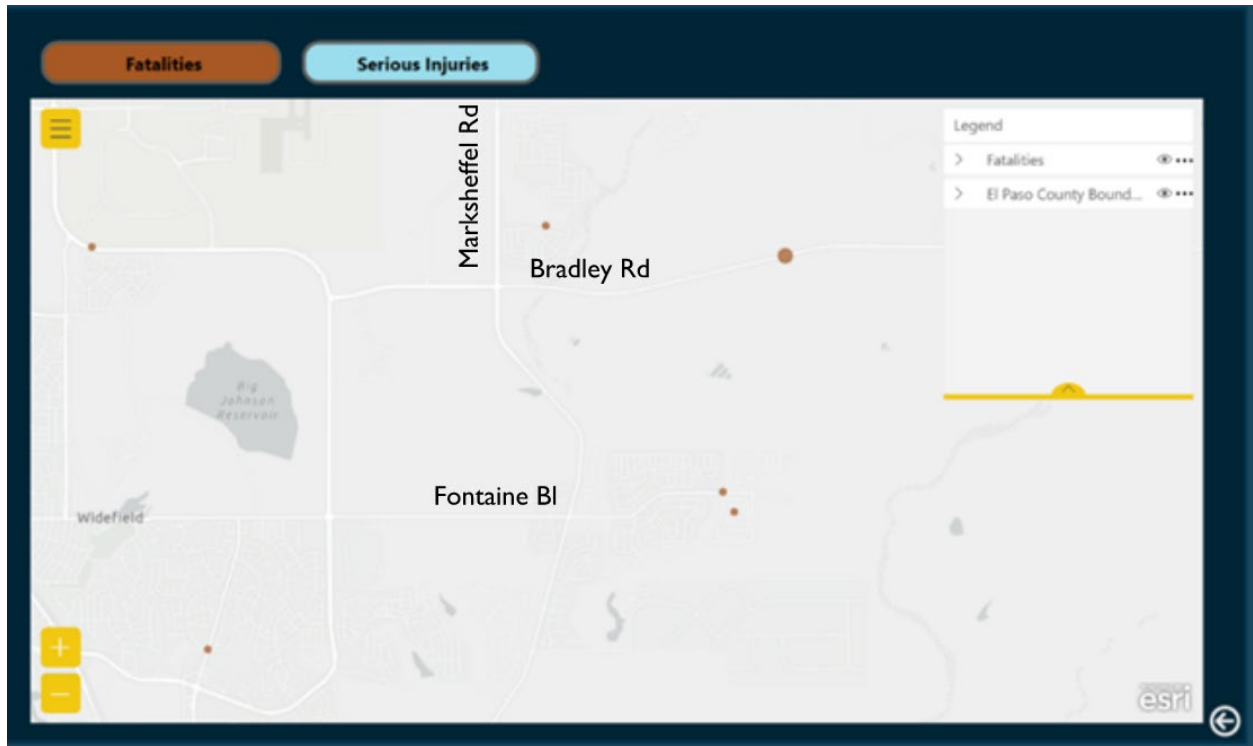 Fatalities
Serious Injuries
Marksheffel Rd
Legend
Fatalities
El Paso County Bound...
Bradley Rd
Big
Johnson
Reservoir
Fontaine Bl
Widefield
esri